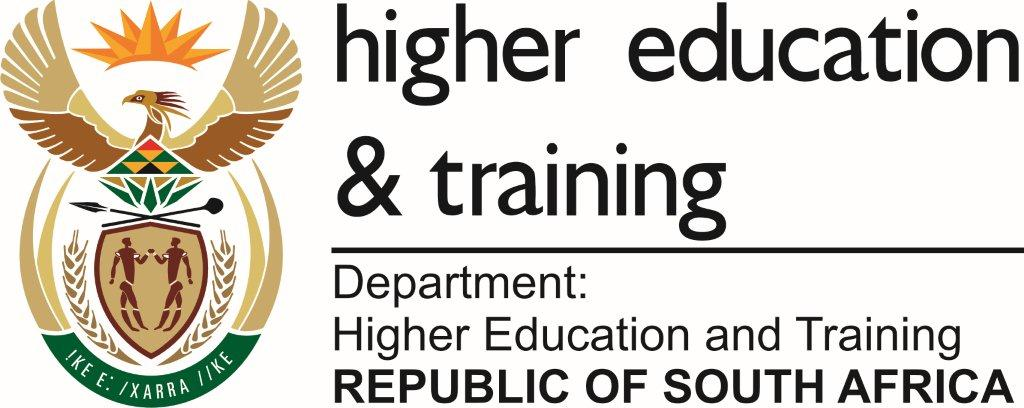 higher education
& training
Department:
Higher Education and Training
REPUBLIC OF SOUTH AFRICA
!KE E: /XARRA //KE